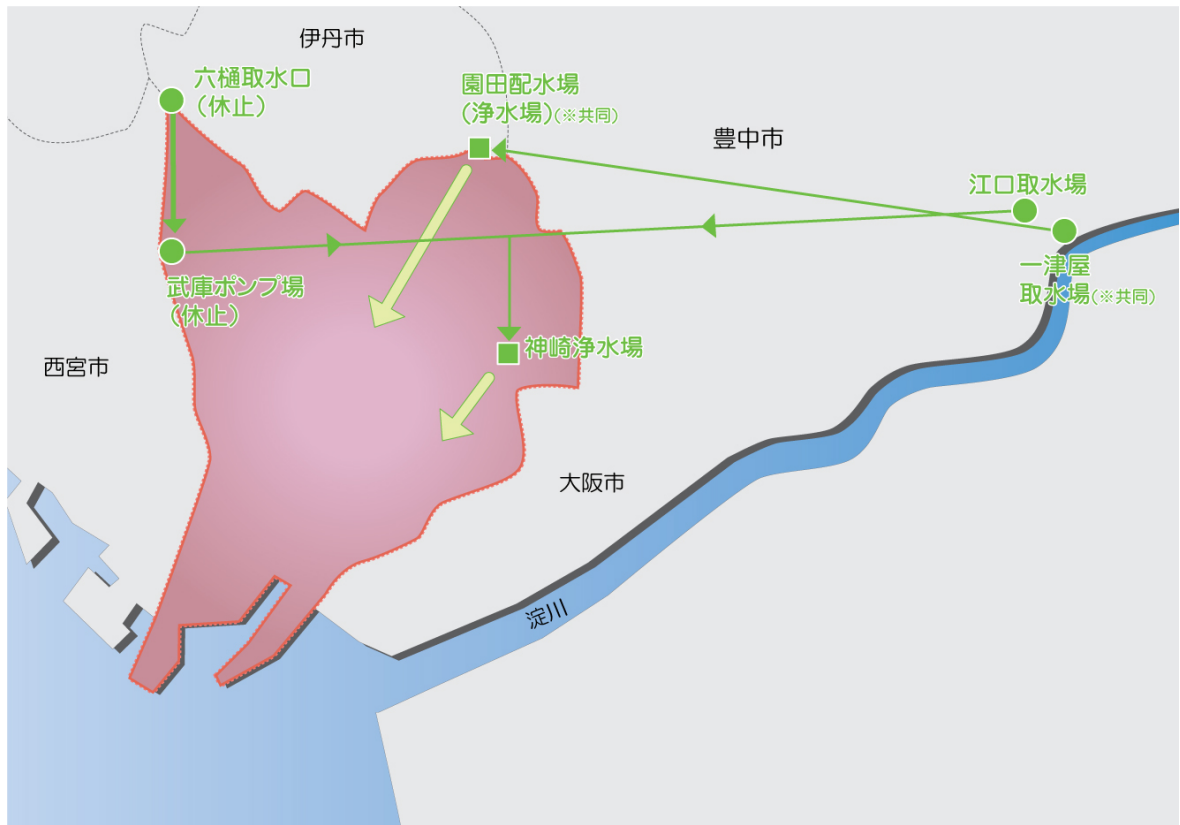 伊丹市
六樋取水口
（休止）
園田配水場
(浄水場)(※共同)
豊中市
江口取水場
一津屋
取水場(※共同)
武庫ポンプ場
（休止）
神崎浄水場
西宮市
大阪市
淀川